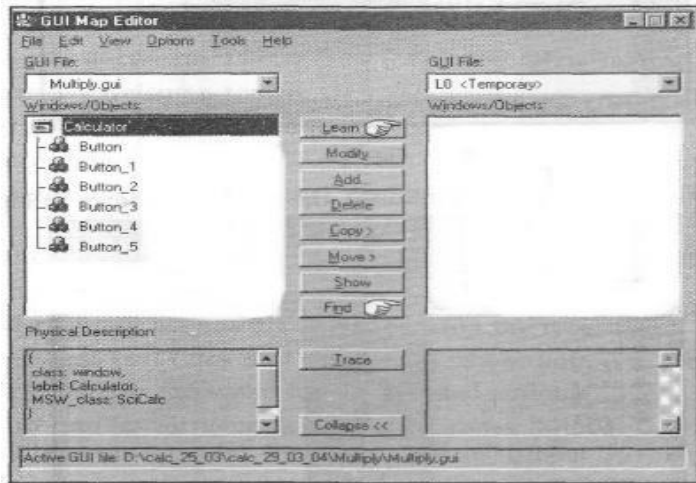 GUI Map Editor
File Edit View Options Tools Help
GUI File:
Multiply.gui
GUI File:
L0 <Temporary>
Windows/Objects:
Calculator
Button
Button_1
Button_2
Button_3
Button_4
Button_5
Learn
Modify...
Add...
Delete
Copy >
Move >
Show
Find
Windows/Objects:
Physical Description:
{
class: window,
label: Calculator,
MSW_class: SciCalc
}
Trace
Collapse <<
Active GUI file: D:\calc_25_03\calc_29_03_04\Multiply\Multiply.gui